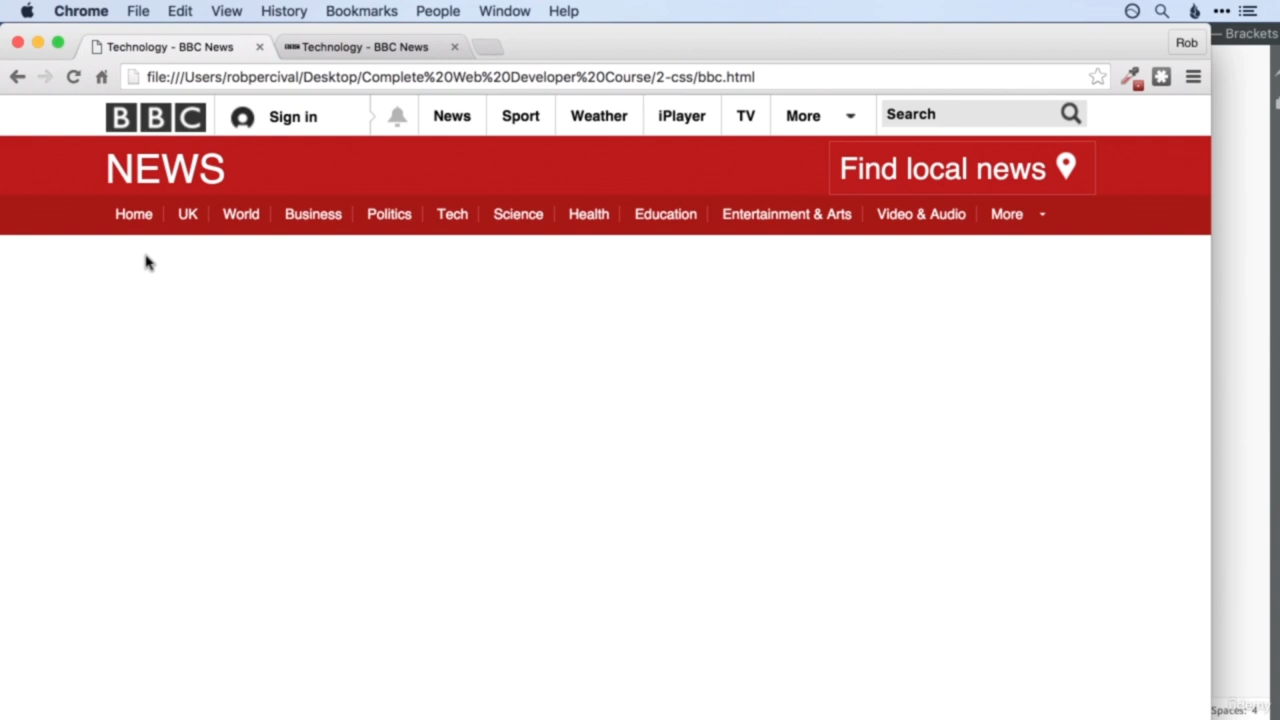 Chrome File Edit View History Bookmarks People Window Help
— Brackets
Technology - BBC News × Technology - BBC News × Rob
file:///Users/robpercival/Desktop/Complete%20Web%20Developer%20Course/2-css/bbc.html
BBC Sign in News Sport Weather iPlayer TV More Search
NEWS Find local news
Home UK World Business Politics Tech Science Health Education Entertainment & Arts Video & Audio More
Spaces: 4
udemy